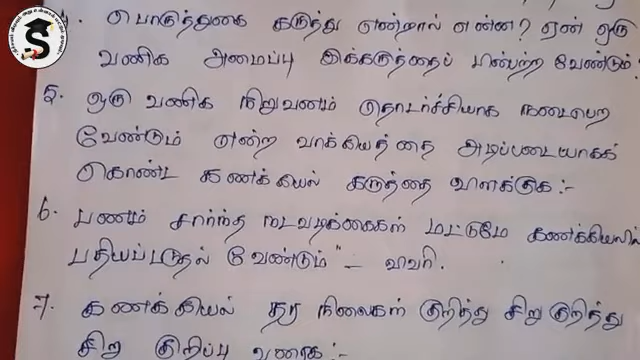 4. பொருத்துகை கருத்து என்றால் என்ன? ஏன் ஒரு
வணிக அமைப்பு இக்கருத்தைப் பின்பற்ற வேண்டும்
5. ஒரு வணிக நிறுவனம் தொடர்ச்சியாக நடைபெற
வேண்டும் என்ற வாக்கியத்தை அடிப்படையாகக்
கொண்ட கணக்கியல் கருத்தை விளக்குக :-
6. பணம் சார்ந்த நடவடிக்கைகள் மட்டுமே கணக்கியலில்
பதியப்படுதல் வேண்டும்" - விவரி.
7. கணக்கியல் தர நிலைகள் குறித்து சிறு குறித்து
சிறு குறிப்பு வரைக :-